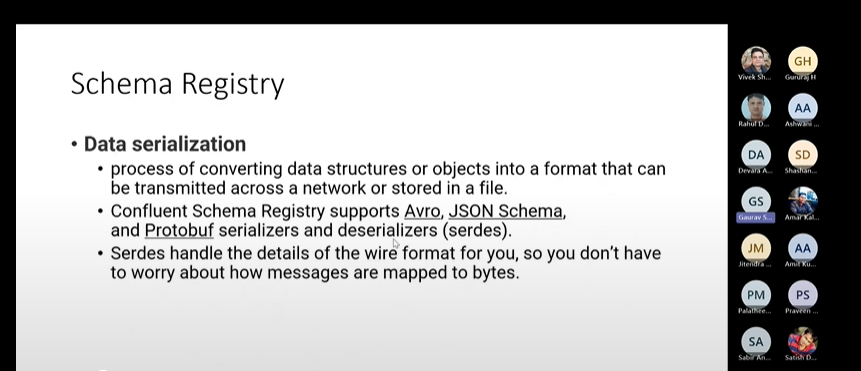 Schema Registry
• Data serialization
• process of converting data structures or objects into a format that can
be transmitted across a network or stored in a file.
• Confluent Schema Registry supports Avro, JSON Schema,
and Protobuf serializers and deserializers (serdes).
• Serdes handle the details of the wire format for you, so you don't have
to worry about how messages are mapped to bytes.
GH
Vivek Sh... Gururaj H
AA
Rahul D... Ashwani ...
DA SD
Devara A... Shashan...
GS
Gaurav S... Amar Kal...
JM AA
Jitendra ... Amit Ku...
PM PS
Palathee... Praveen ...
SA
Sabir An... Satish D...